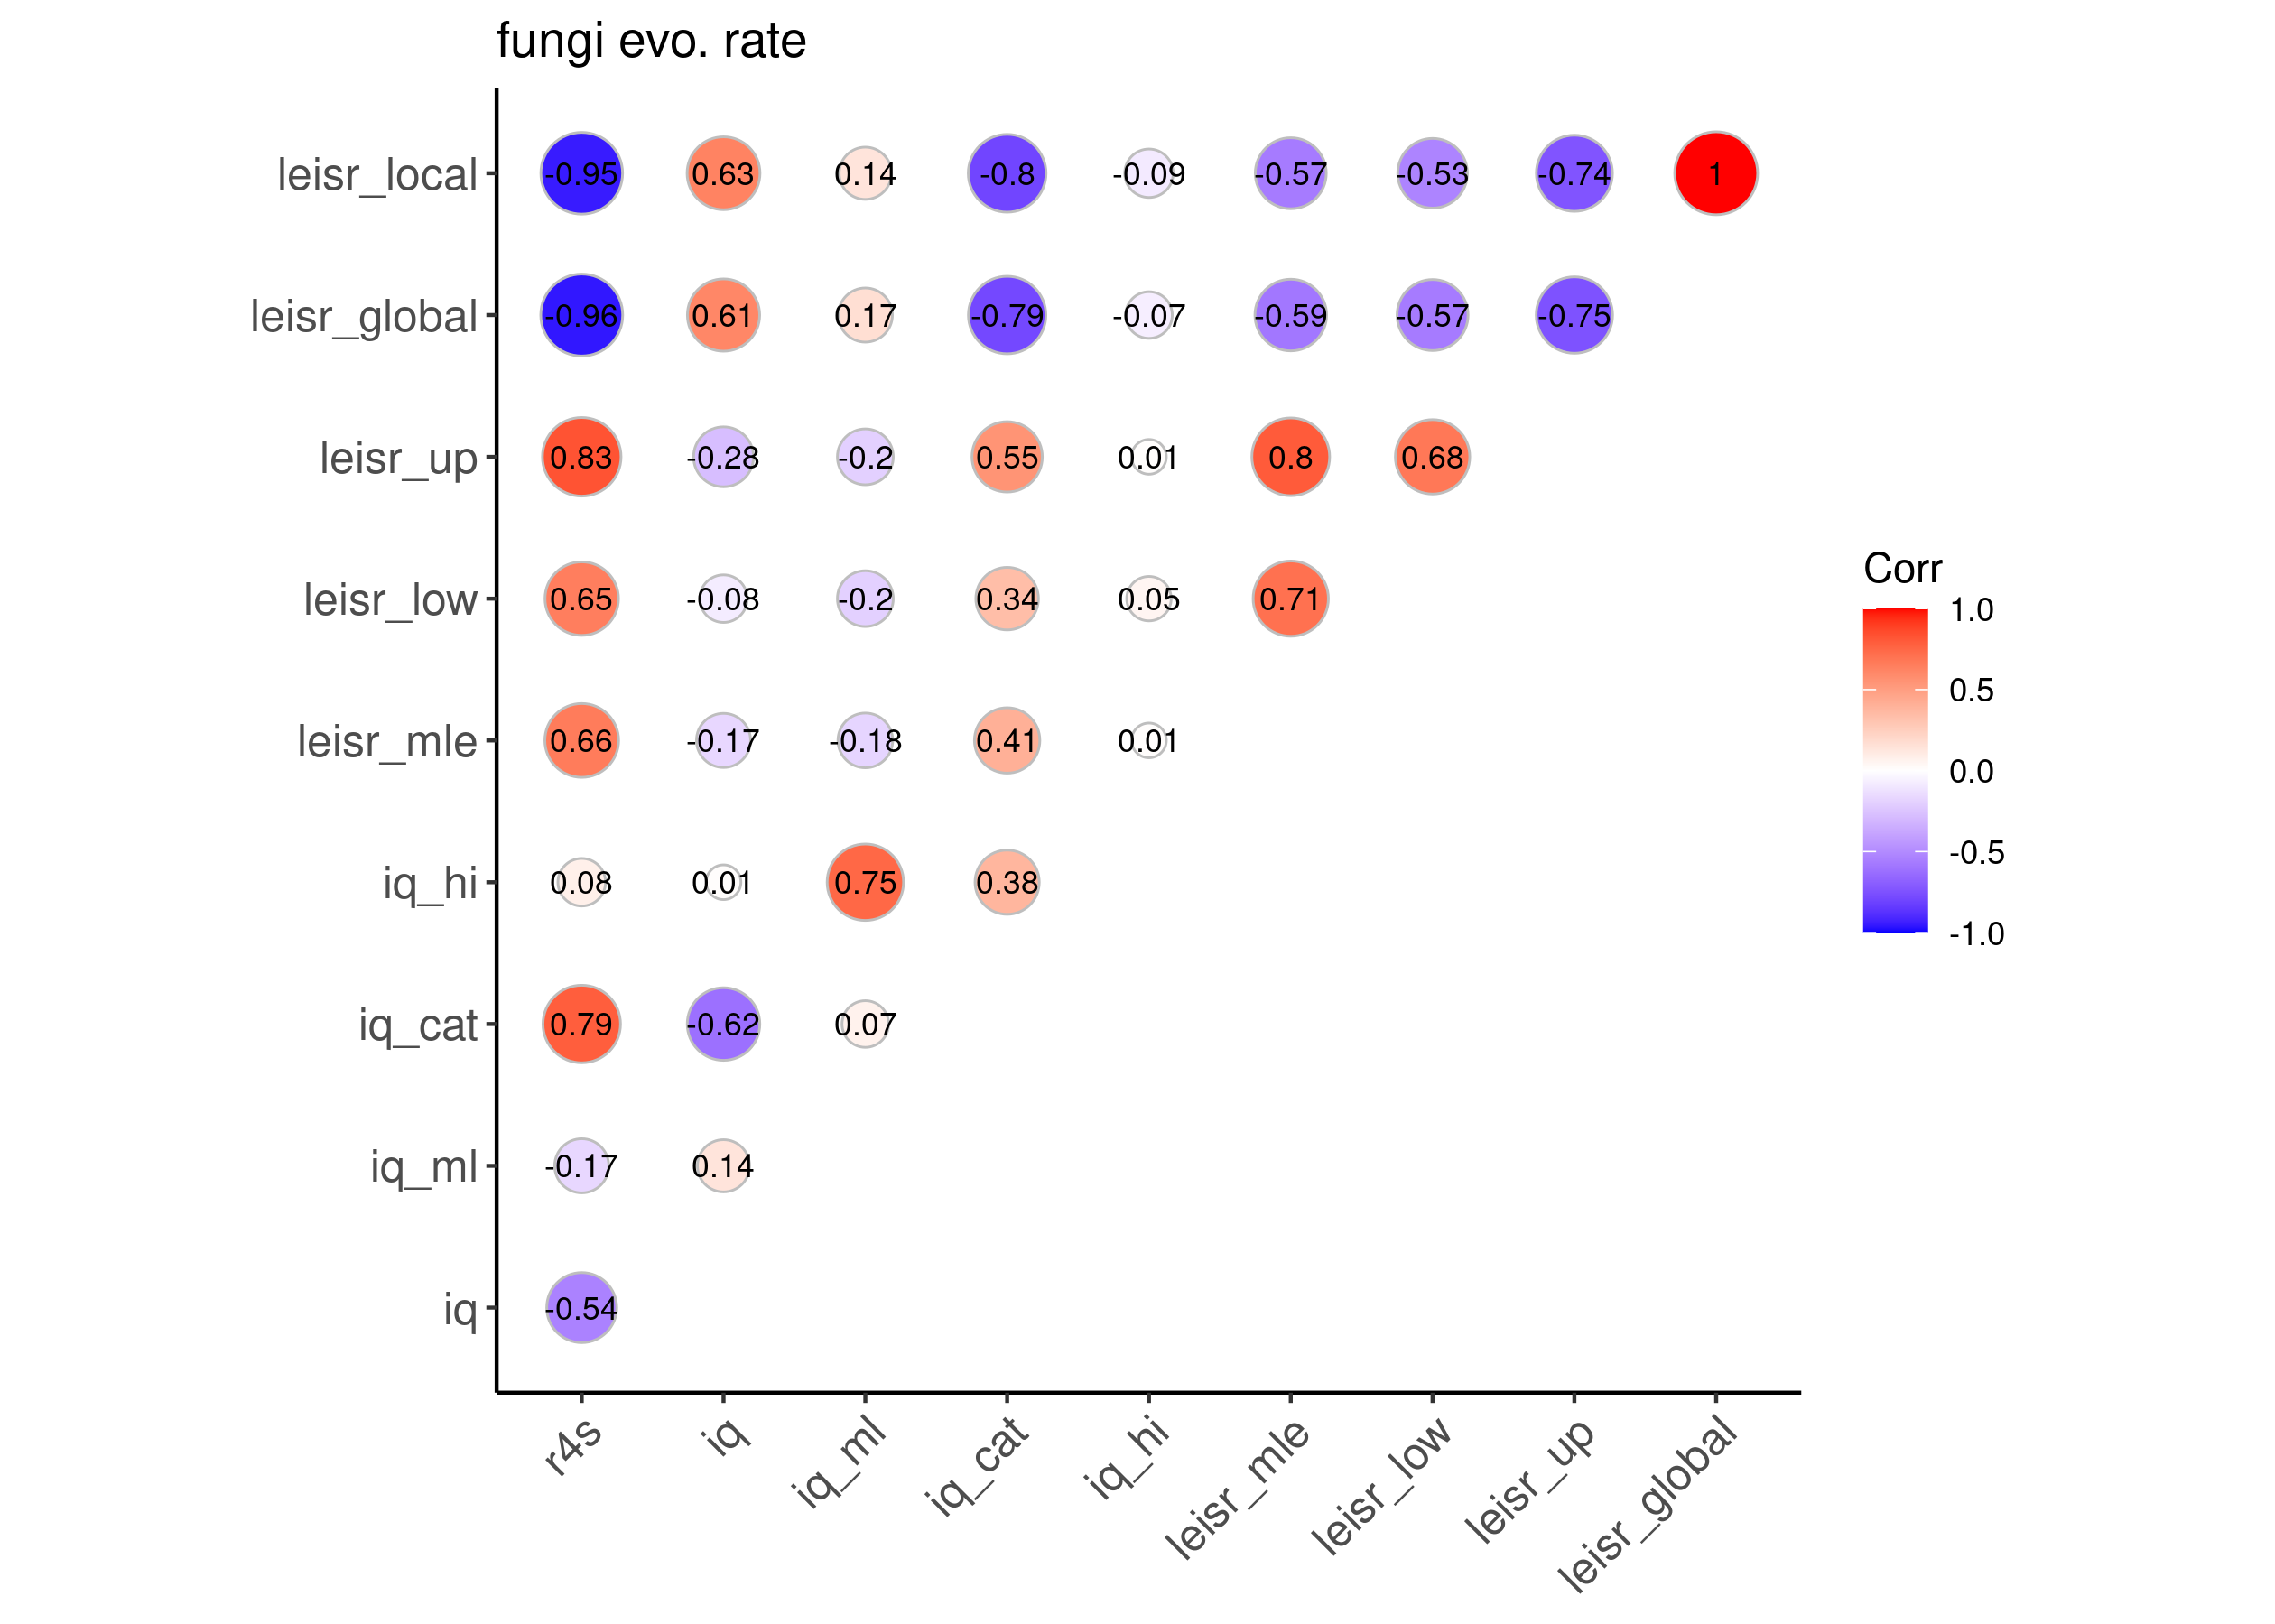 fungi evo. rate
leisr_local -0.95 0.63 0.14 -0.8 -0.09 -0.57 -0.53 -0.74 1
leisr_global -0.96 0.61 0.17 -0.79 -0.07 -0.59 -0.57 -0.75
leisr_up 0.83 -0.28 -0.2 0.55 0.01 0.8 0.68
leisr_low 0.65 -0.08 -0.2 0.34 0.05 0.71
leisr_mle 0.66 -0.17 -0.18 0.41 0.01
iq_hi 0.08 0.01 0.75 0.38
iq_cat 0.79 -0.62 0.07
iq_ml -0.17 0.14
iq -0.54
r4s iq iq_ml iq_cat iq_hi leisr_mle leisr_low leisr_up leisr_global
Corr
1.0
0.5
0.0
-0.5
-1.0